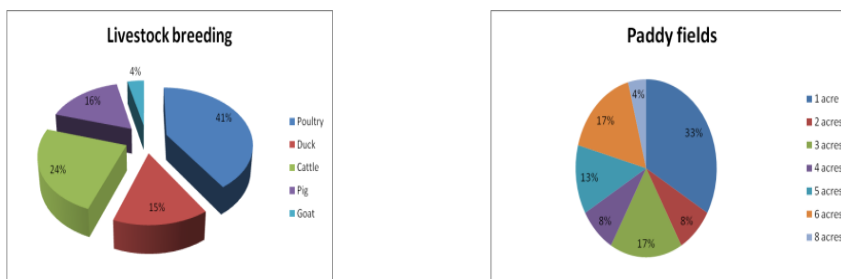 Livestock breeding
4%
16%
41%
24%
15%
Poultry
Duck
Cattle
Pig
Goat
Paddy fields
4%
17%
33%
13%
8%
8%
17%
1 acre
2 acres
3 acres
4 acres
5 acres
6 acres
8 acres